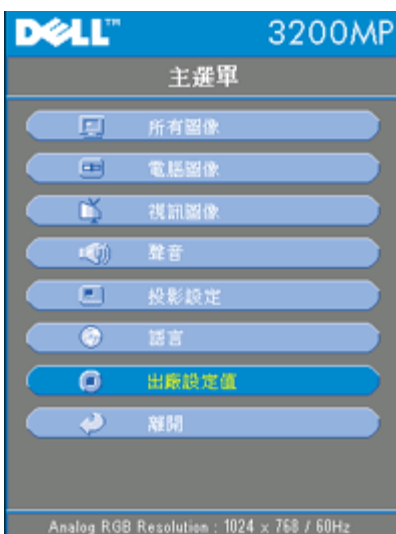 DELL™ 3200MP
主選單
所有圖像
電腦圖像
視訊圖像
聲音
投影設定
語言
出廠設定值
離開
Analog RGB Resolution : 1024 x 768 / 60Hz